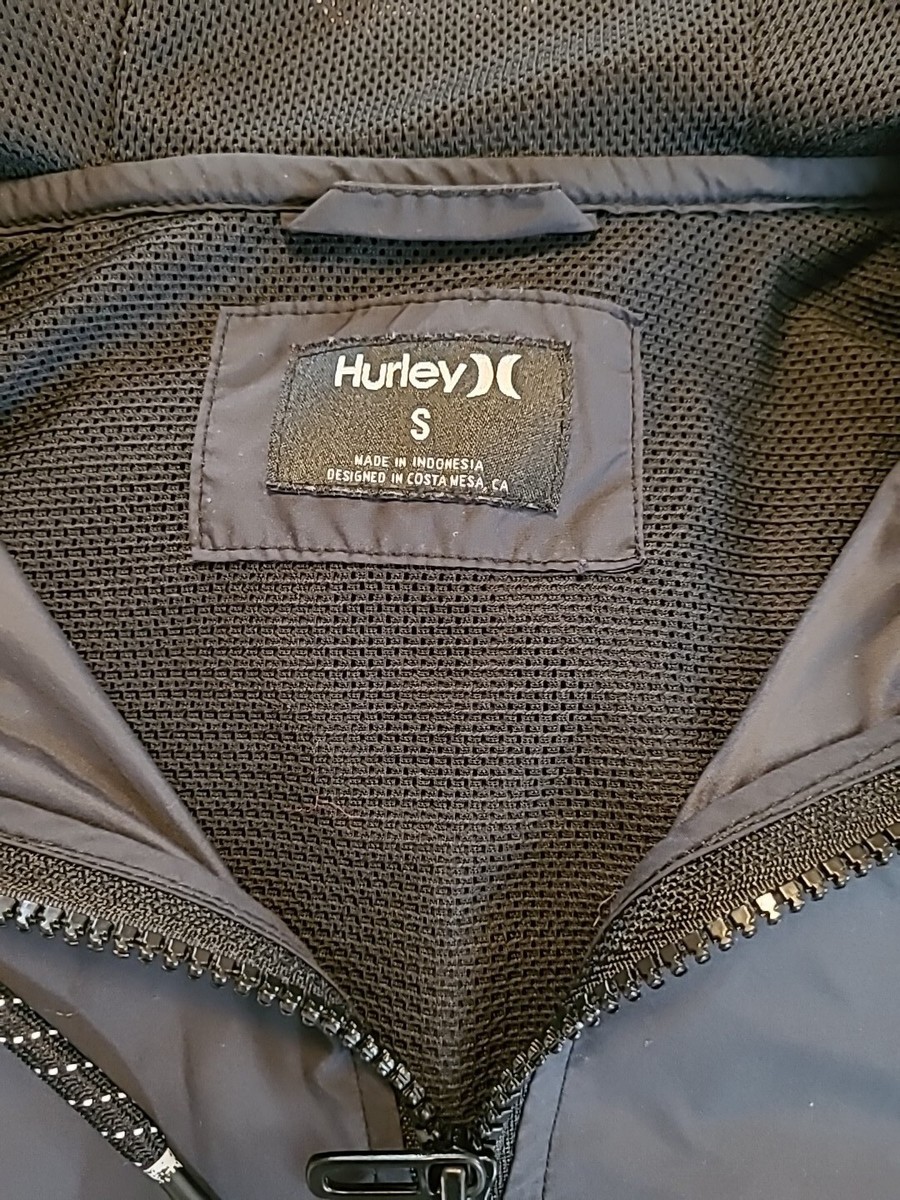 Hurley
S
MADE IN INDONESIA
DESIGNED IN COSTA MESA, CA